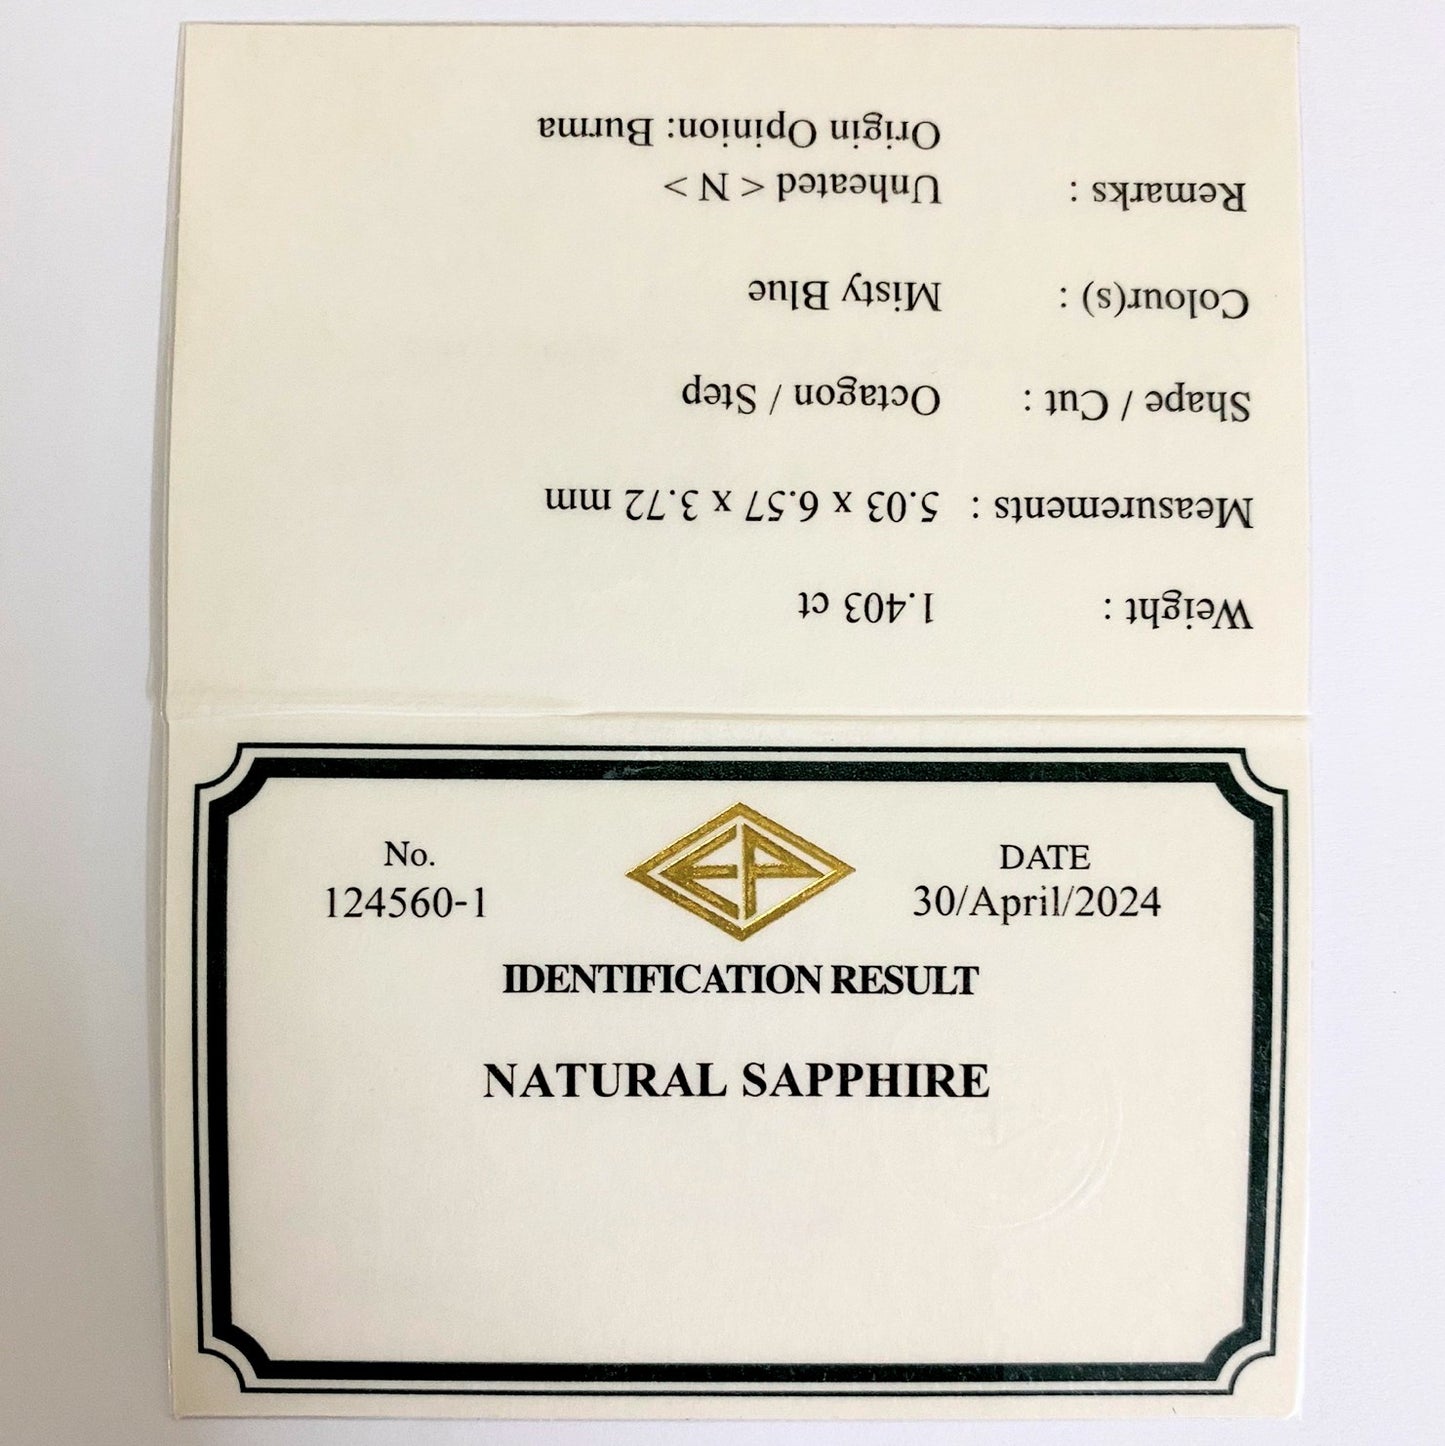 Weight : 1.403 ct
Measurements : 5.03 x 6.57 x 3.72 mm
Shape / Cut : Octagon / Step
Colour(s) : Misty Blue
Remarks : Unheated < N >
Origin Opinion: Burma
EP
No.
124560-1
DATE
30/April/2024
IDENTIFICATION RESULT
NATURAL SAPPHIRE